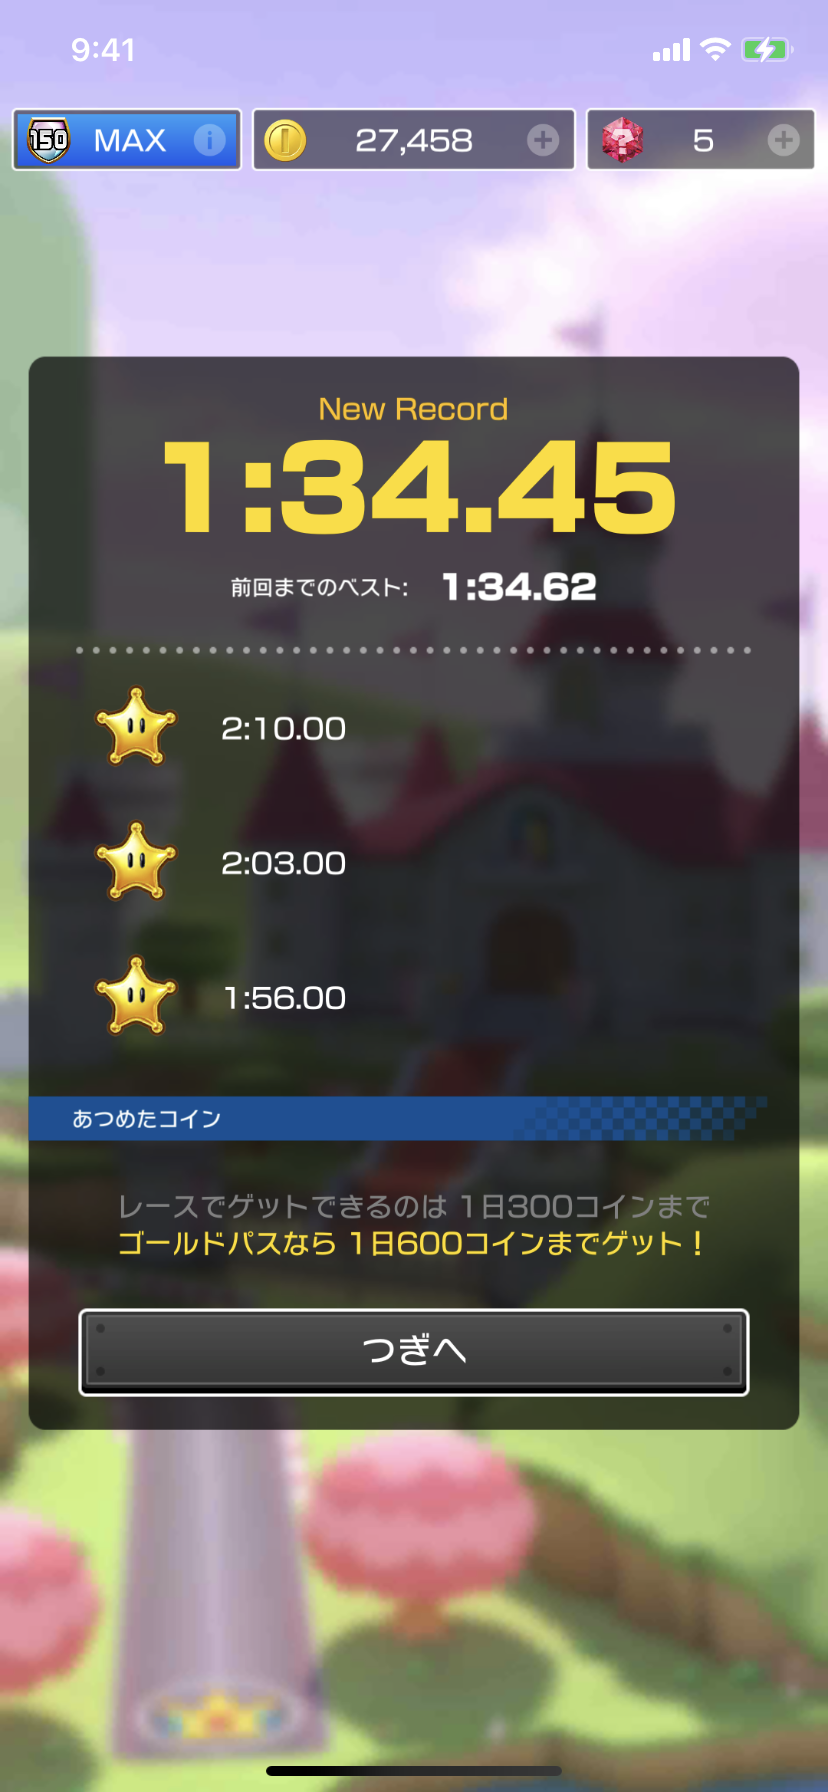 9:41
150 MAX i 27,458 + ? 5 +
New Record
1:34.45
前回までのベスト: 1:34.62
2:10.00
2:03.00
1:56.00
あつめたコイン
レースでゲットできるのは 1日300コインまで
ゴールドパスなら 1日600コインまでゲット！
つぎへ